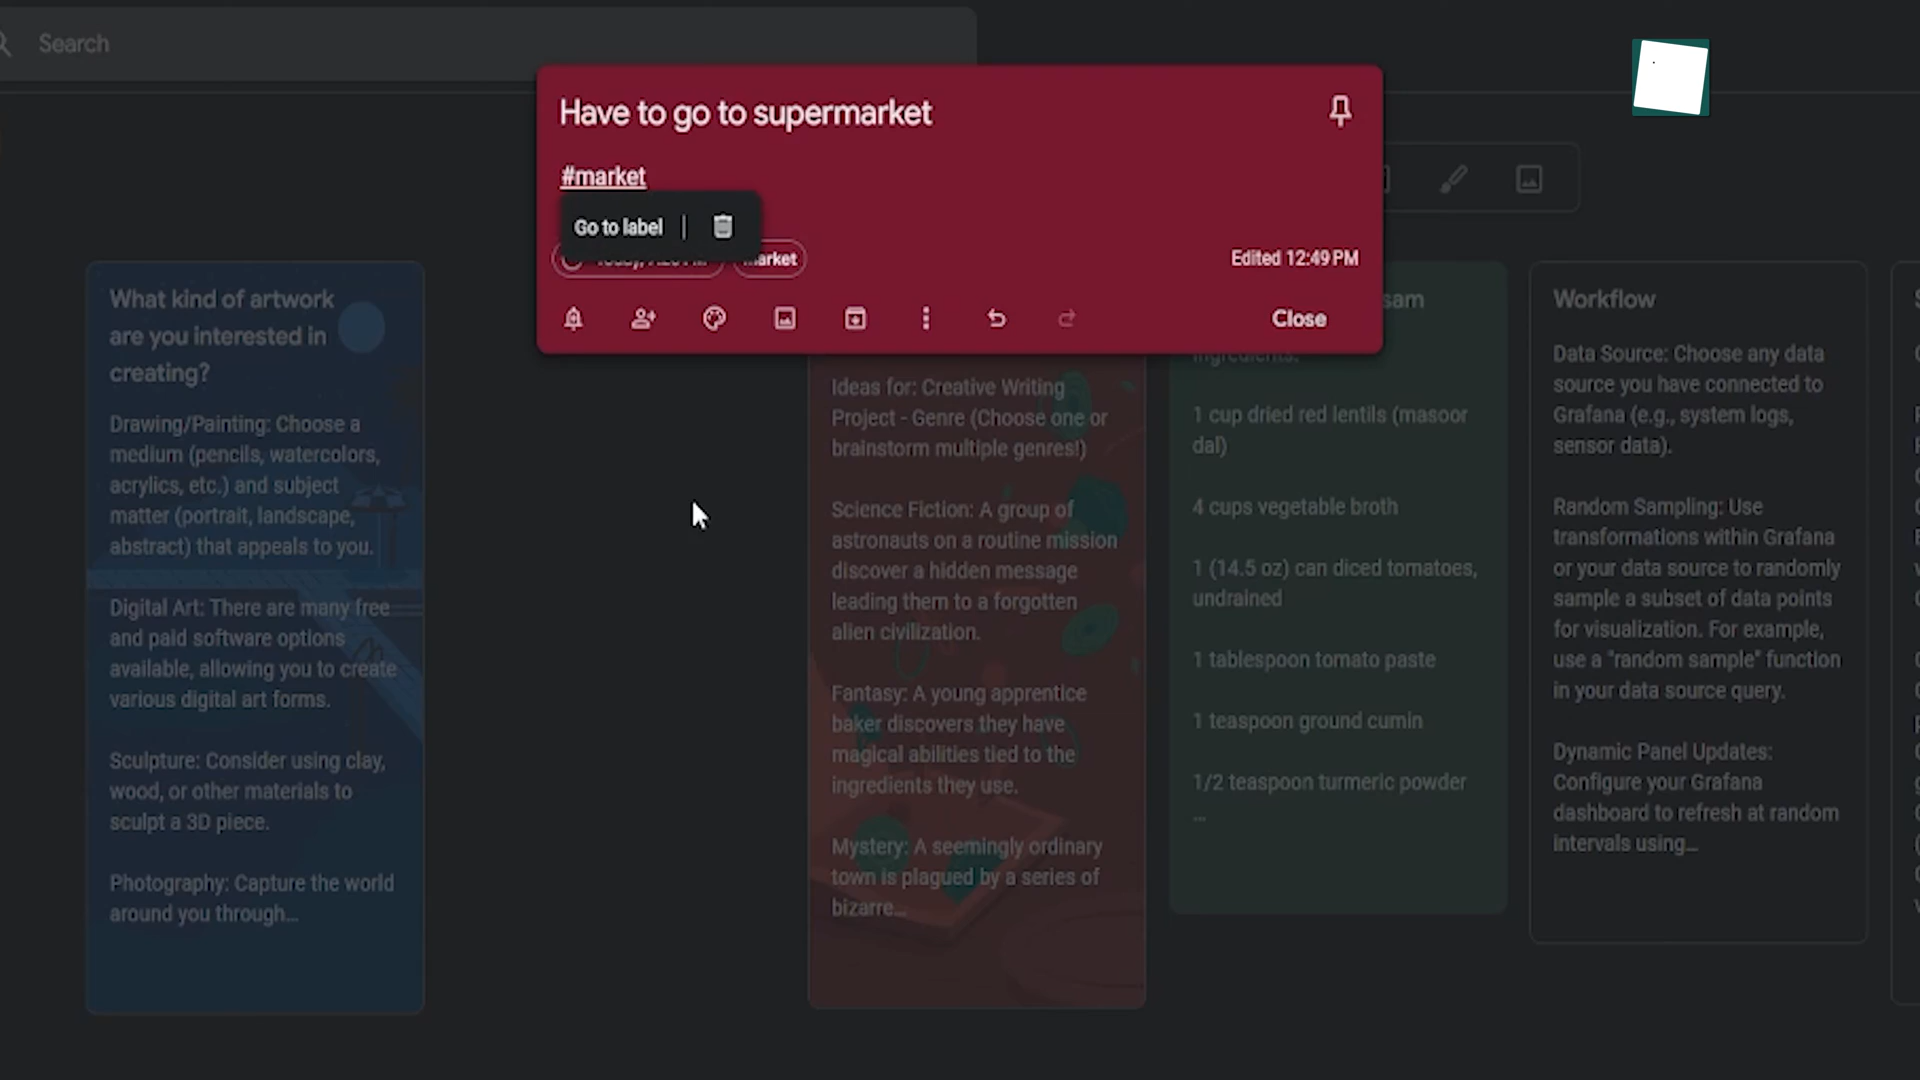 Search
Have to go to supermarket
#market
Go to label
market
Edited 12:49 PM
Close
What kind of artwork
are you interested in
creating?
Drawing/Painting: Choose a
medium (pencils, watercolors,
acrylics, etc.) and subject
matter (portrait, landscape,
abstract) that appeals to you.
Digital Art: There are many free
and paid software options
available, allowing you to create
various digital art forms.
Sculpture: Consider using clay,
wood, or other materials to
sculpt a 3D piece.
Photography: Capture the world
around you through...
Ideas for: Creative Writing
Project - Genre (Choose one or
brainstorm multiple genres!)
Science Fiction: A group of
astronauts on a routine mission
discover a hidden message
leading them to a forgotten
alien civilization.
Fantasy: A young apprentice
baker discovers they have
magical abilities tied to the
ingredients they use.
Mystery: A seemingly ordinary
town is plagued by a series of
bizarre...
sam
Ingredients:
1 cup dried red lentils (masoor
dal)
4 cups vegetable broth
1 (14.5 oz) can diced tomatoes,
undrained
1 tablespoon tomato paste
1 teaspoon ground cumin
1/2 teaspoon turmeric powder
...
Workflow
Data Source: Choose any data
source you have connected to
Grafana (e.g., system logs,
sensor data).
Random Sampling: Use
transformations within Grafana
or your data source to randomly
sample a subset of data points
for visualization. For example,
use a "random sample" function
in your data source query.
Dynamic Panel Updates:
Configure your Grafana
dashboard to refresh at random
intervals using...